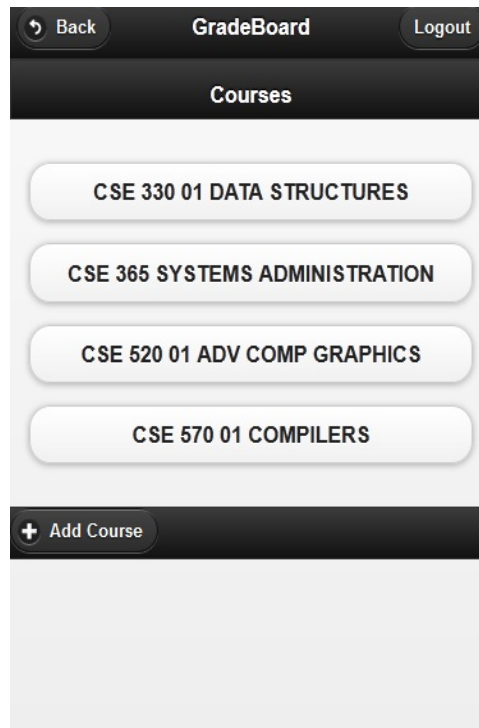 Back GradeBoard Logout
Courses
CSE 330 01 DATA STRUCTURES
CSE 365 SYSTEMS ADMINISTRATION
CSE 520 01 ADV COMP GRAPHICS
CSE 570 01 COMPILERS
Add Course